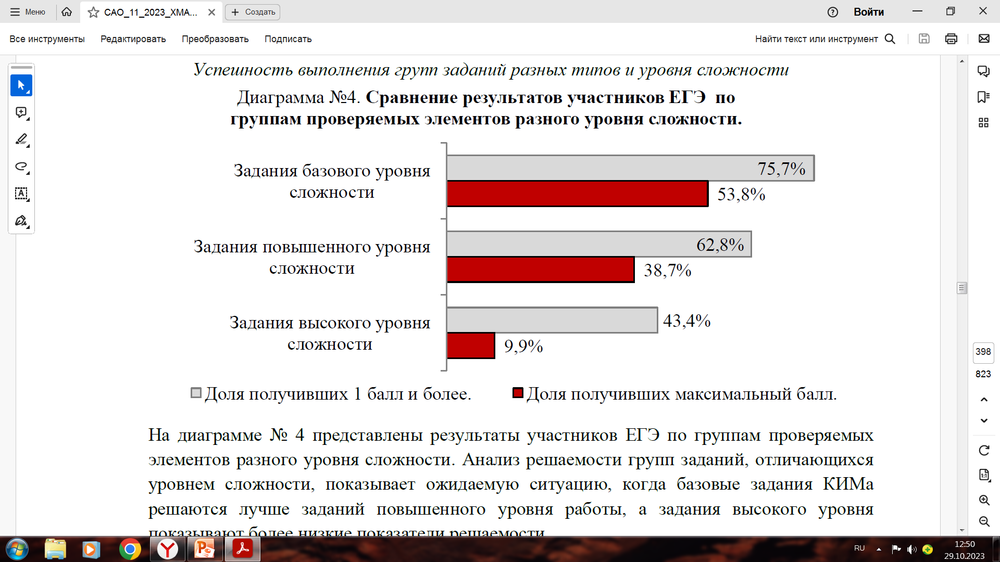 Меню
САО_11_2023_ХМА...
Создать
Войти
Все инструменты
Редактировать
Преобразовать
Подписать
Найти текст или инструмент
Успешность выполнения групп заданий разных типов и уровня сложности
Диаграмма №4. Сравнение результатов участников ЕГЭ по
группам проверяемых элементов разного уровня сложности.
Задания базового уровня
сложности
75,7%
53,8%
Задания повышенного уровня
сложности
62,8%
38,7%
Задания высокого уровня
сложности
43,4%
9,9%
Доля получивших 1 балл и более.
Доля получивших максимальный балл.
На диаграмме № 4 представлены результаты участников ЕГЭ по группам проверяемых
элементов разного уровня сложности. Анализ решаемости групп заданий, отличающихся
уровнем сложности, показывает ожидаемую ситуацию, когда базовые задания КИМа
решаются лучше заданий повышенного уровня работы, а задания высокого уровня
показывают более низкие показатели решаемости.
398
823
RU
12:50
29.10.2023